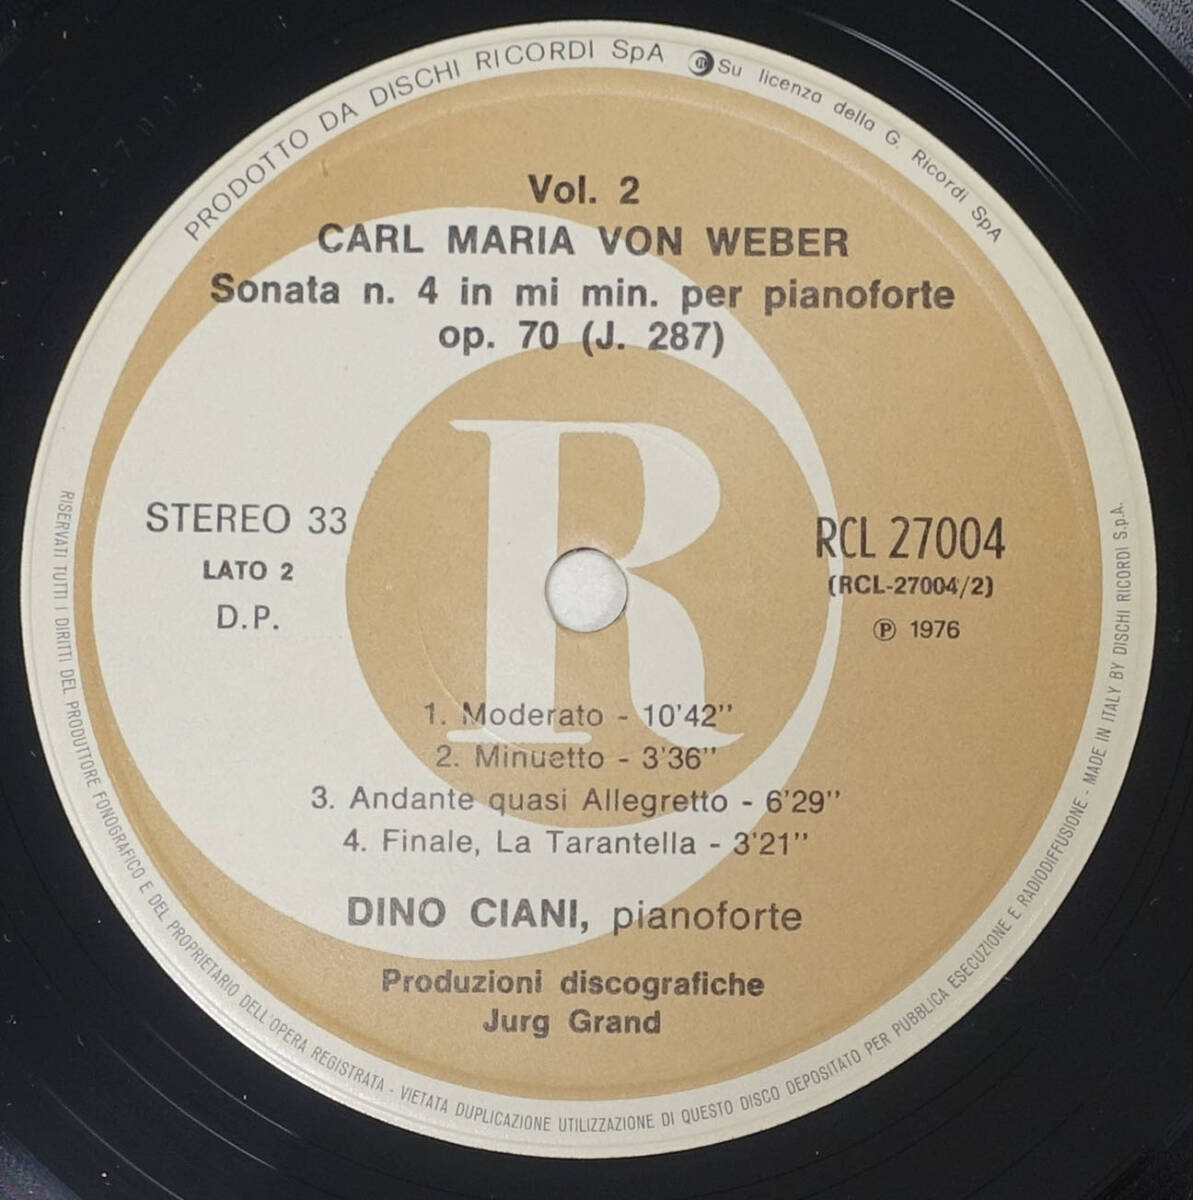 PRODOTTO DA DISCHI RICORDI SpA
Su licenza della G. Ricordi SpA
Vol. 2
CARL MARIA VON WEBER
Sonata n. 4 in mi min. per pianoforte
op. 70 (J. 287)
R
STEREO 33
LATO 2
D.P.
RCL 27004
(RCL-27004/2)
Ⓟ 1976
1. Moderato - 10'42"
2. Minuetto - 3'36"
3. Andante quasi Allegretto - 6'29"
4. Finale, La Tarantella - 3'21"
DINO CIANI, pianoforte
Produzioni discografiche
Jurg Grand
RISERVATI TUTTI I DIRITTI DEL PRODUTTORE FONOGRAFICO E DEL PROPRIETARIO DELL'OPERA REGISTRATA - VIETATA DUPLICAZIONE UTILIZZAZIONE DI QUESTO DISCO DEPOSITATO PER PUBBLICA ESECUZIONE E RADIODIFFUSIONE - MADE IN ITALY BY DISCHI RICORDI S.p.A.